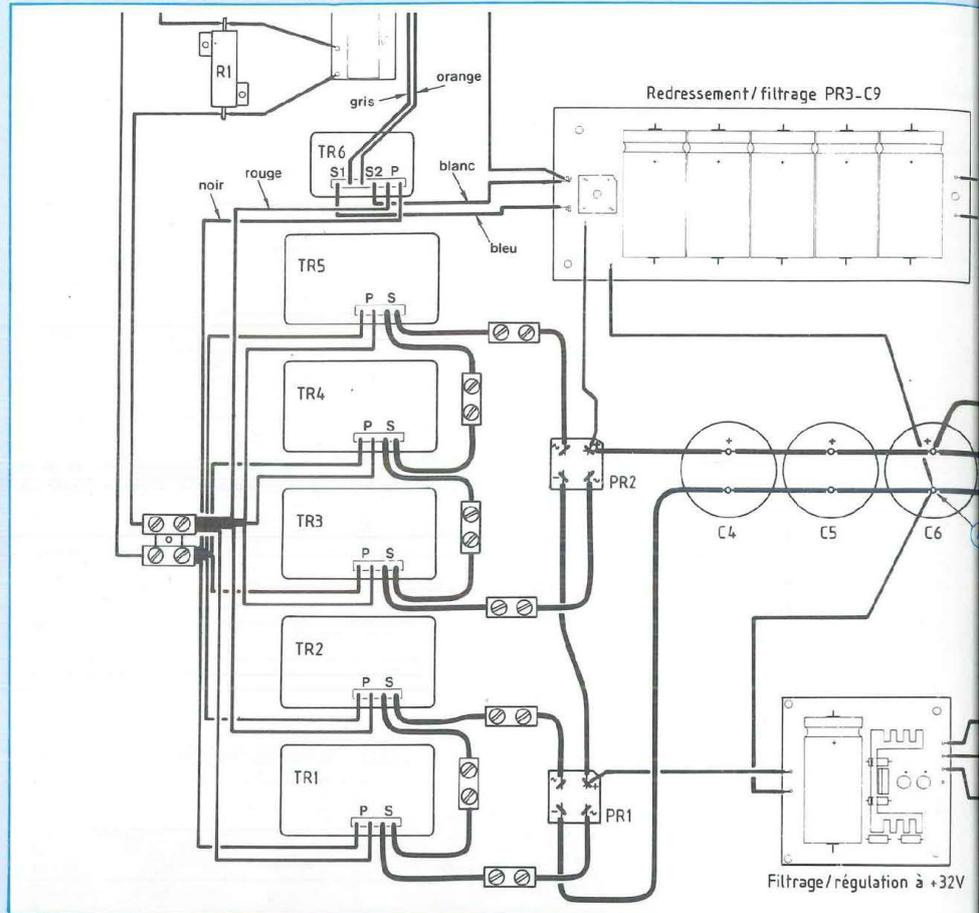 R1
gris
orange
Redressement/filtrage PR3-C9
TR6
S1 S2 P
noir
rouge
blanc
bleu
TR5
P S
TR4
P S
TR3
P S
PR2
C4
C5
C6
TR2
P S
TR1
P S
PR1
Filtrage/régulation à +32V